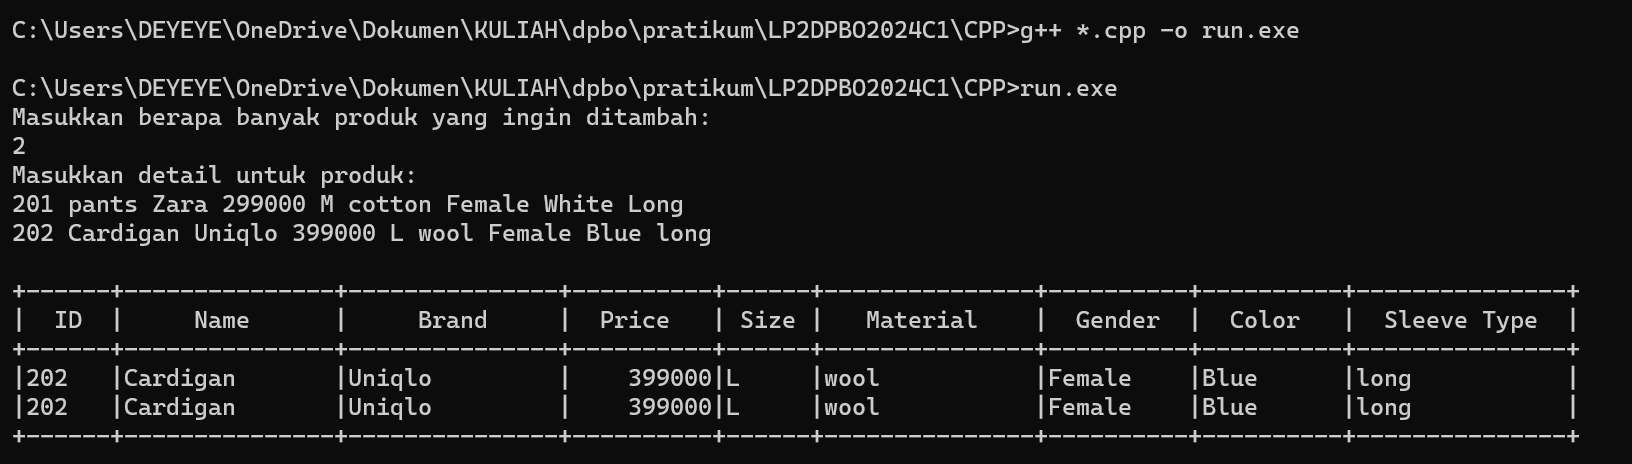 C:\Users\DEYEYE\OneDrive\Dokumen\KULIAH\dpbo\pratikum\LP2DPBO2024C1\CPP>g++ *.cpp -o run.exe
C:\Users\DEYEYE\OneDrive\Dokumen\KULIAH\dpbo\pratikum\LP2DPBO2024C1\CPP>run.exe
Masukkan berapa banyak produk yang ingin ditambah:
2
Masukkan detail untuk produk:
201 pants Zara 299000 M cotton Female White Long
202 Cardigan Uniqlo 399000 L wool Female Blue long
+------+---------------+---------------+----------+------+---------------+----------+----------+---------------+
|  ID  |     Name      |     Brand     |  Price   | Size |   Material    |  Gender  |  Color   |  Sleeve Type  |
+------+---------------+---------------+----------+------+---------------+----------+----------+---------------+
|202   |Cardigan       |Uniqlo         |    399000|L     |wool           |Female    |Blue      |long           |
|202   |Cardigan       |Uniqlo         |    399000|L     |wool           |Female    |Blue      |long           |
+------+---------------+---------------+----------+------+---------------+----------+----------+---------------+